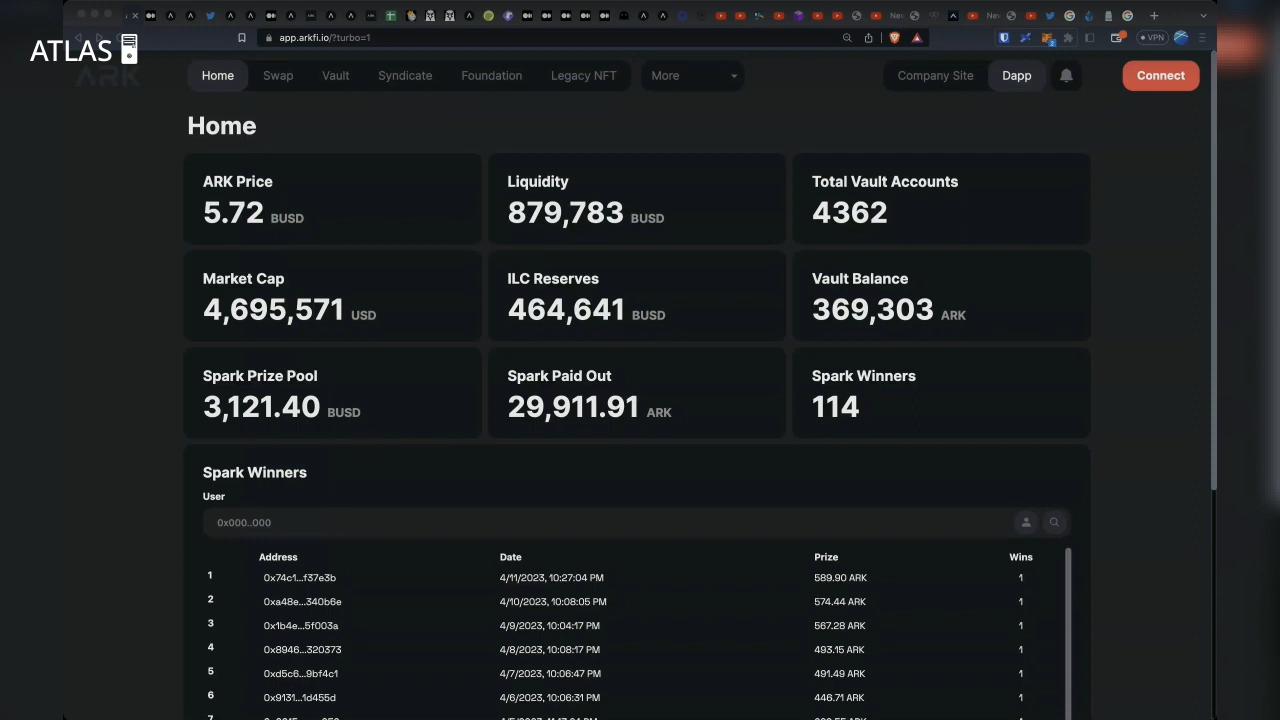 ATLAS
app.arkfi.io/?turbo=1
VPN
ARK
Home
Swap
Vault
Syndicate
Foundation
Legacy NFT
More
Company Site
Dapp
Connect
Home
ARK Price
5.72 BUSD
Liquidity
879,783 BUSD
Total Vault Accounts
4362
Market Cap
4,695,571 USD
ILC Reserves
464,641 BUSD
Vault Balance
369,303 ARK
Spark Prize Pool
3,121.40 BUSD
Spark Paid Out
29,911.91 ARK
Spark Winners
114
Spark Winners
User
0x000..000
Address Date Prize Wins
1 0x74c1...f37e3b 4/11/2023, 10:27:04 PM 589.90 ARK 1
2 0xa48e...340b6e 4/10/2023, 10:08:05 PM 574.44 ARK 1
3 0x1b4e...5f003a 4/9/2023, 10:04:17 PM 567.28 ARK 1
4 0x8946...320373 4/8/2023, 10:08:17 PM 493.15 ARK 1
5 0xd5c6...9bf4c1 4/7/2023, 10:06:47 PM 491.49 ARK 1
6 0x9131...1d455d 4/6/2023, 10:06:31 PM 446.71 ARK 1